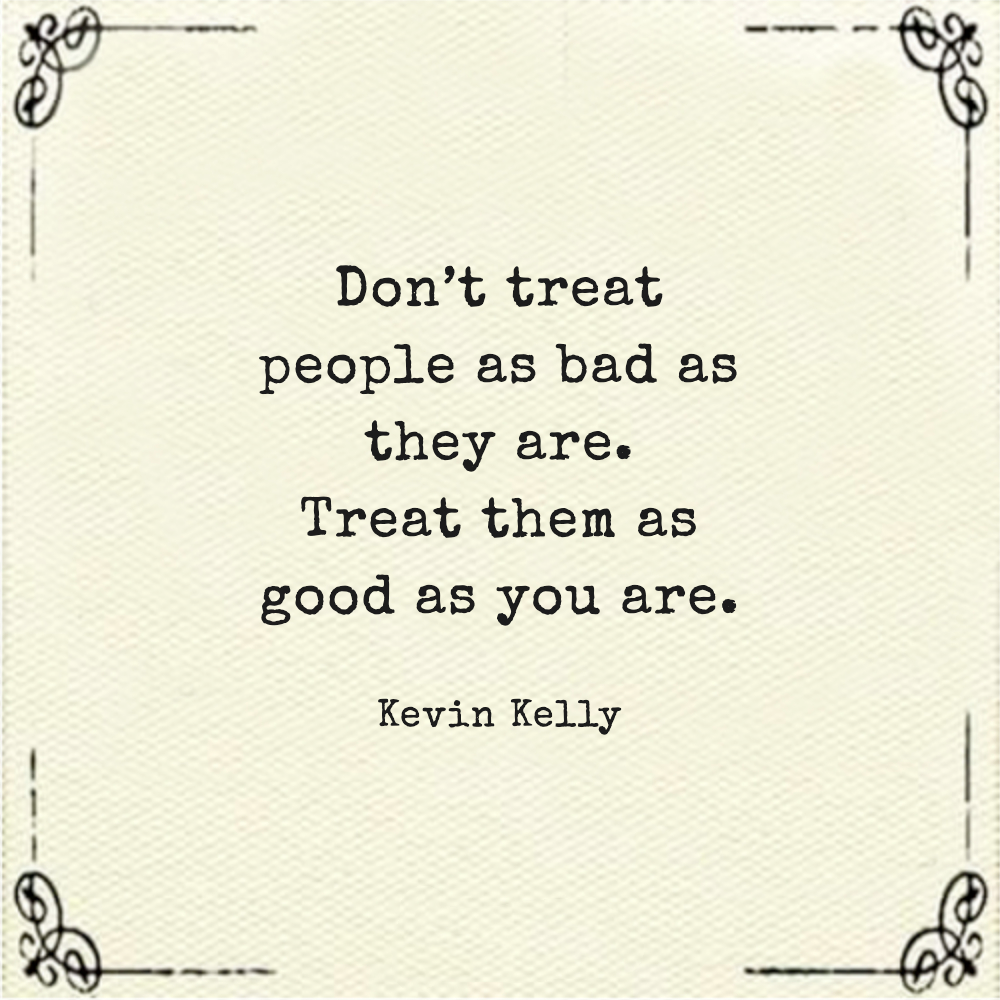 Don’t treat
people as bad as
they are.
Treat them as
good as you are.
Kevin Kelly